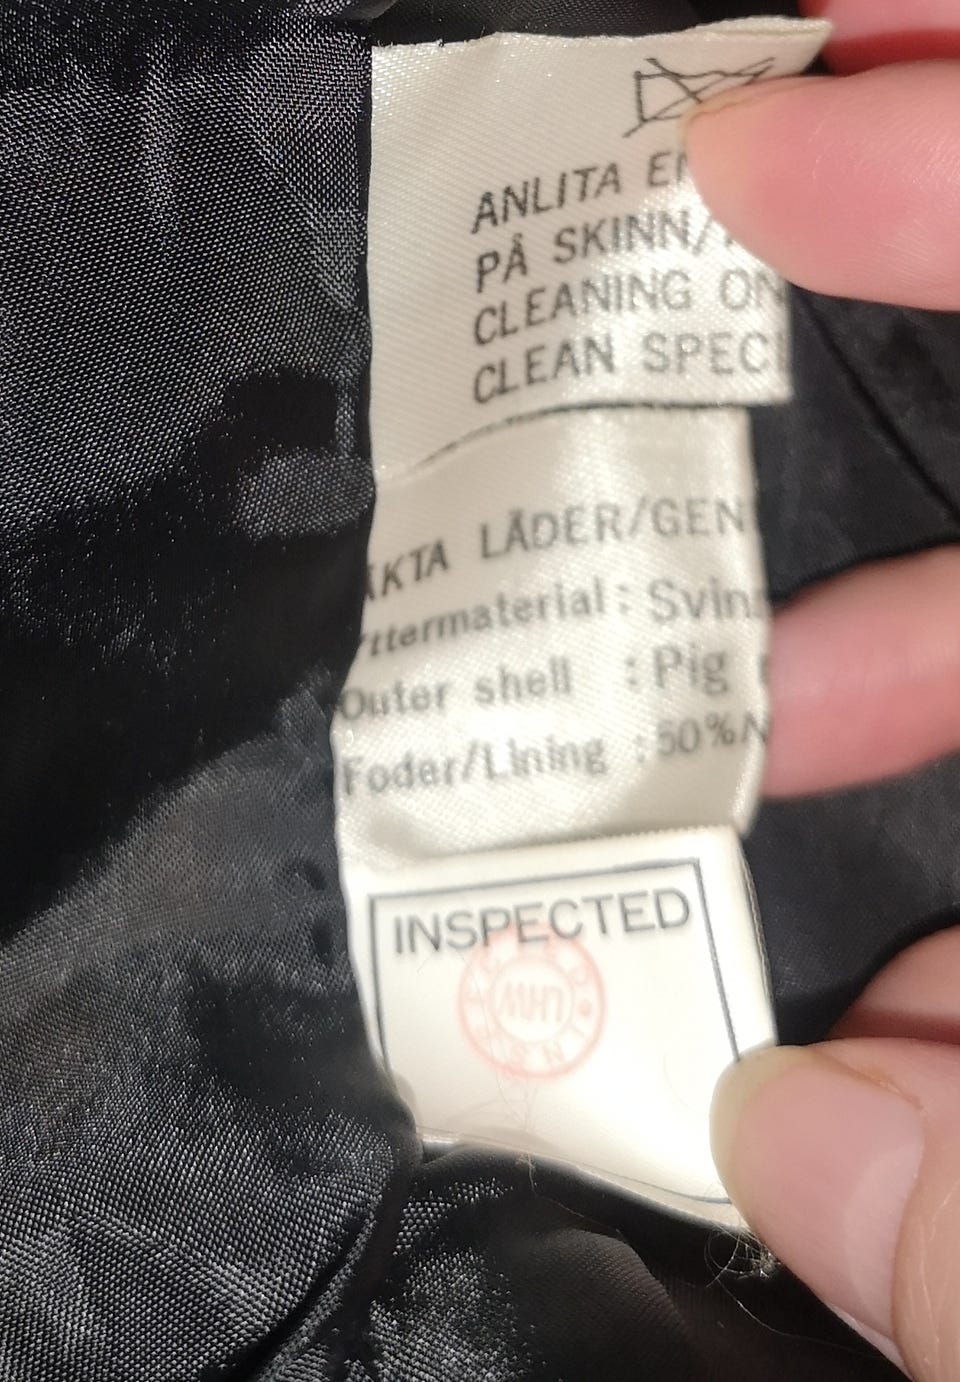 ANLITA EN
PÅ SKINN/
CLEANING ON
CLEAN SPECI
ÄKTA LÄDER/GEN
Yttermaterial : Svin
Outer shell : Pig
Foder/Lining : 50%N
INSPECTED